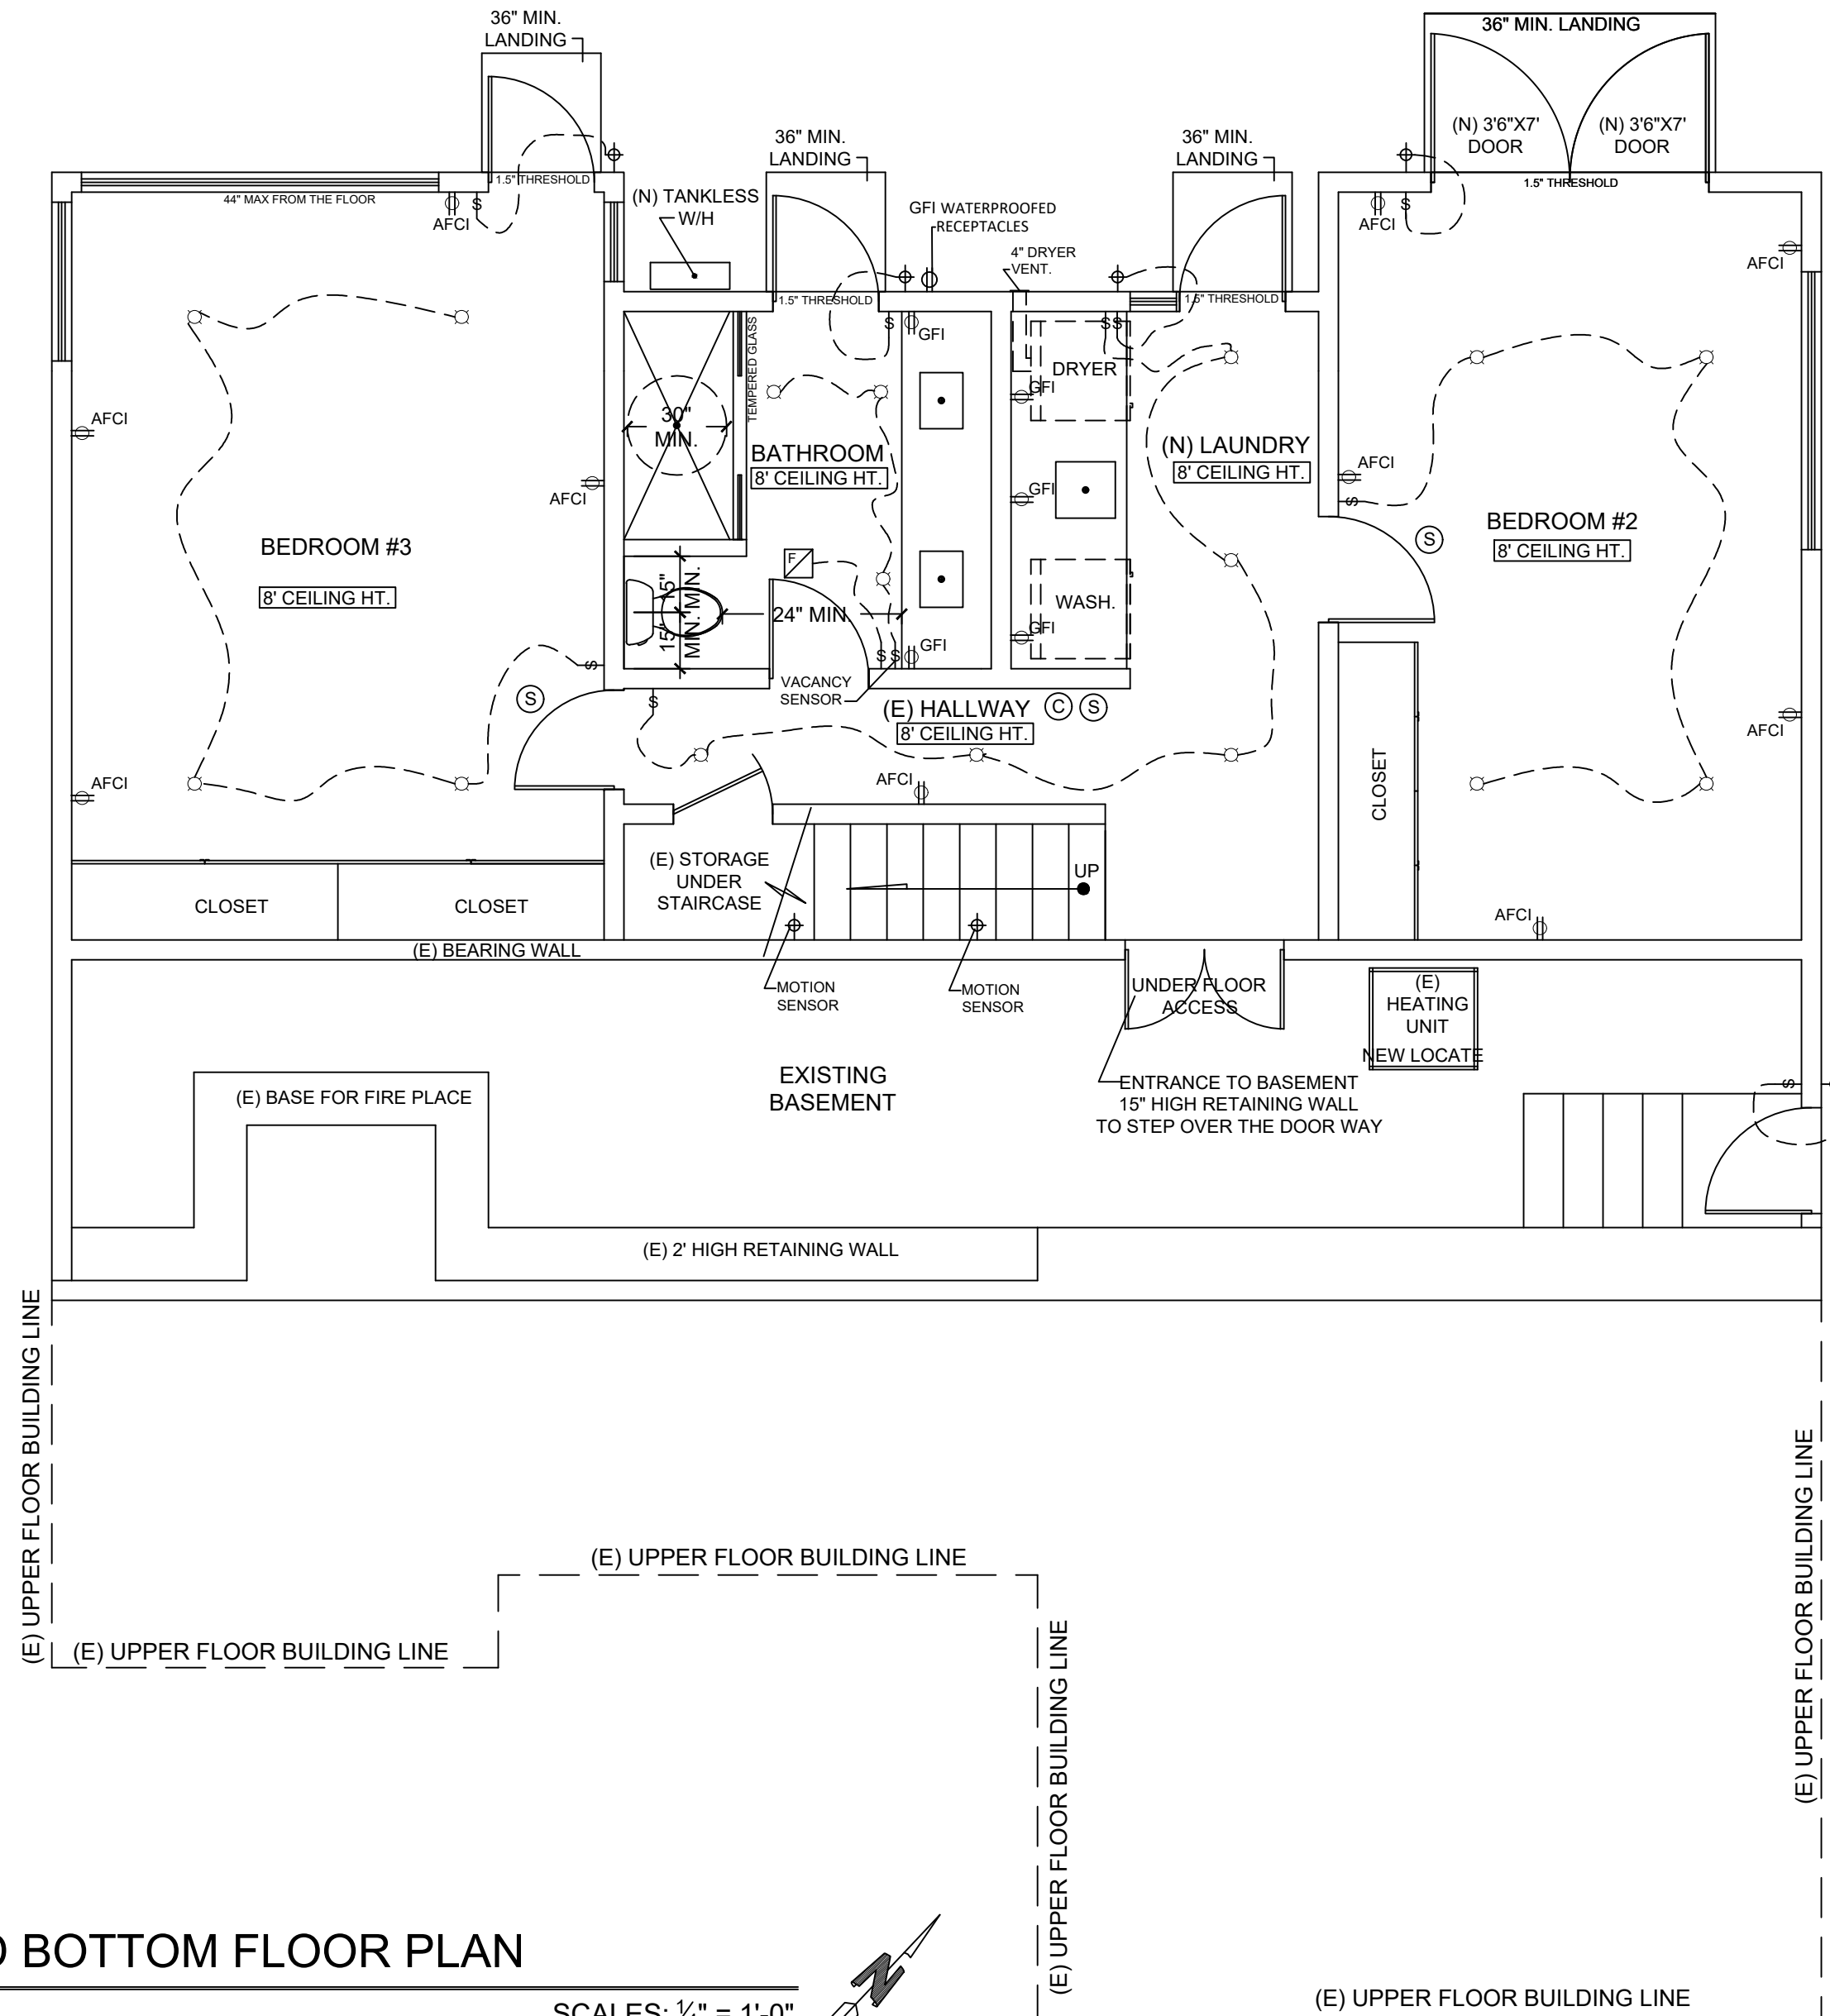 36" MIN.
LANDING
36" MIN. LANDING
(N) 3'6"X7'
DOOR
(N) 3'6"X7'
DOOR
36" MIN.
LANDING
36" MIN.
LANDING
1.5" THRESHOLD
1.5" THRESHOLD
44" MAX FROM THE FLOOR
S
AFCI
(N) TANKLESS
W/H
GFI WATERPROOFED
RECEPTACLES
4" DRYER
VENT.
S
AFCI
AFCI
1.5" THRESHOLD
1.5" THRESHOLD
S
GFI
S S
TEMPERED GLASS
DRYER
GFI
30"
MIN.
AFCI
BATHROOM
8' CEILING HT.
(N) LAUNDRY
8' CEILING HT.
AFCI
AFCI
GFI
S
BEDROOM #3
8' CEILING HT.
BEDROOM #2
8' CEILING HT.
S
F
15"
MIN.
15"
MIN.
24" MIN.
WASH.
GFI
S S
GFI
S
S
VACANCY
SENSOR
S
(E) HALLWAY
8' CEILING HT.
C
S
AFCI
AFCI
AFCI
CLOSET
(E) STORAGE
UNDER
STAIRCASE
UP
CLOSET
CLOSET
AFCI
(E) BEARING WALL
MOTION
SENSOR
MOTION
SENSOR
UNDER FLOOR
ACCESS
(E)
HEATING
UNIT
NEW LOCATE
EXISTING
BASEMENT
ENTRANCE TO BASEMENT
15" HIGH RETAINING WALL
TO STEP OVER THE DOOR WAY
S
(E) BASE FOR FIRE PLACE
(E) 2' HIGH RETAINING WALL
(E) UPPER FLOOR BUILDING LINE
(E) UPPER FLOOR BUILDING LINE
(E) UPPER FLOOR BUILDING LINE
(E) UPPER FLOOR BUILDING LINE
(E) UPPER FLOOR BUILDING LINE
BOTTOM FLOOR PLAN
N
SCALES: ¼" = 1'-0"
(E) UPPER FLOOR BUILDING LINE